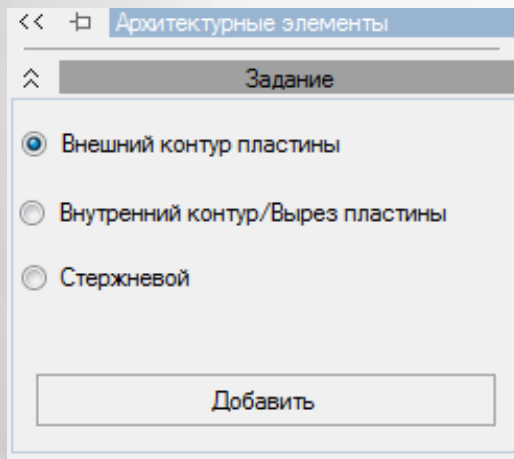 << Архитектурные элементы
Задание
Внешний контур пластины
Внутренний контур/Вырез пластины
Стержневой
Добавить